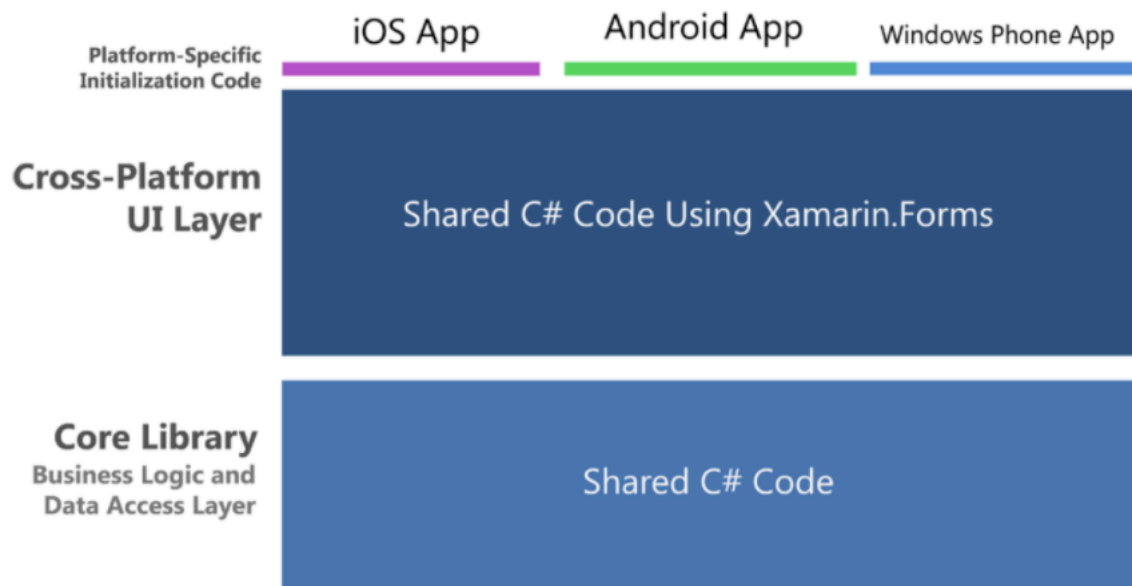 iOS App
Android App
Windows Phone App
Platform-Specific
Initialization Code
Cross-Platform
UI Layer
Shared C# Code Using Xamarin.Forms
Core Library
Business Logic and
Data Access Layer
Shared C# Code